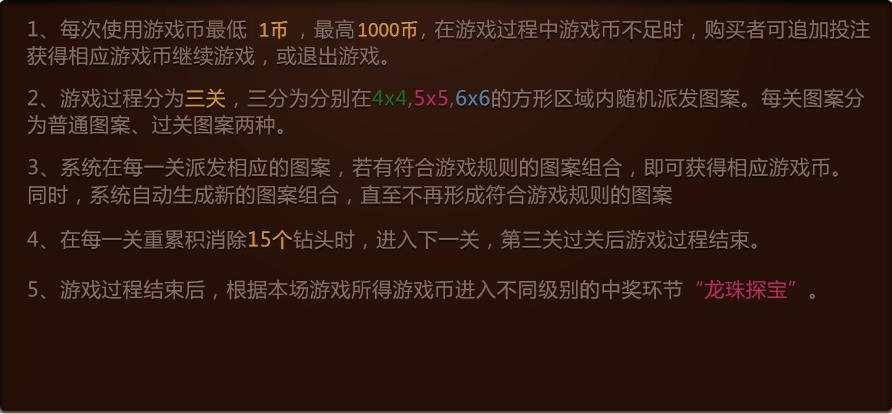 1、每次使用游戏币最低 1币 ，最高1000币, 在游戏过程中游戏币不足时，购买者可追加投注
获得相应游戏币继续游戏，或退出游戏。
2、游戏过程分为三关，三分为分别在4x4,5x5,6x6的方形区域内随机派发图案。每关图案分
为普通图案、过关图案两种。
3、系统在每一关派发相应的图案，若有符合游戏规则的图案组合，即可获得相应游戏币。
同时，系统自动生成新的图案组合，直至不再形成符合游戏规则的图案
4、在每一关重累积消除15个钻头时，进入下一关，第三关过关后游戏过程结束。
5、游戏过程结束后，根据本场游戏所得游戏币进入不同级别的中奖环节“龙珠探宝”。